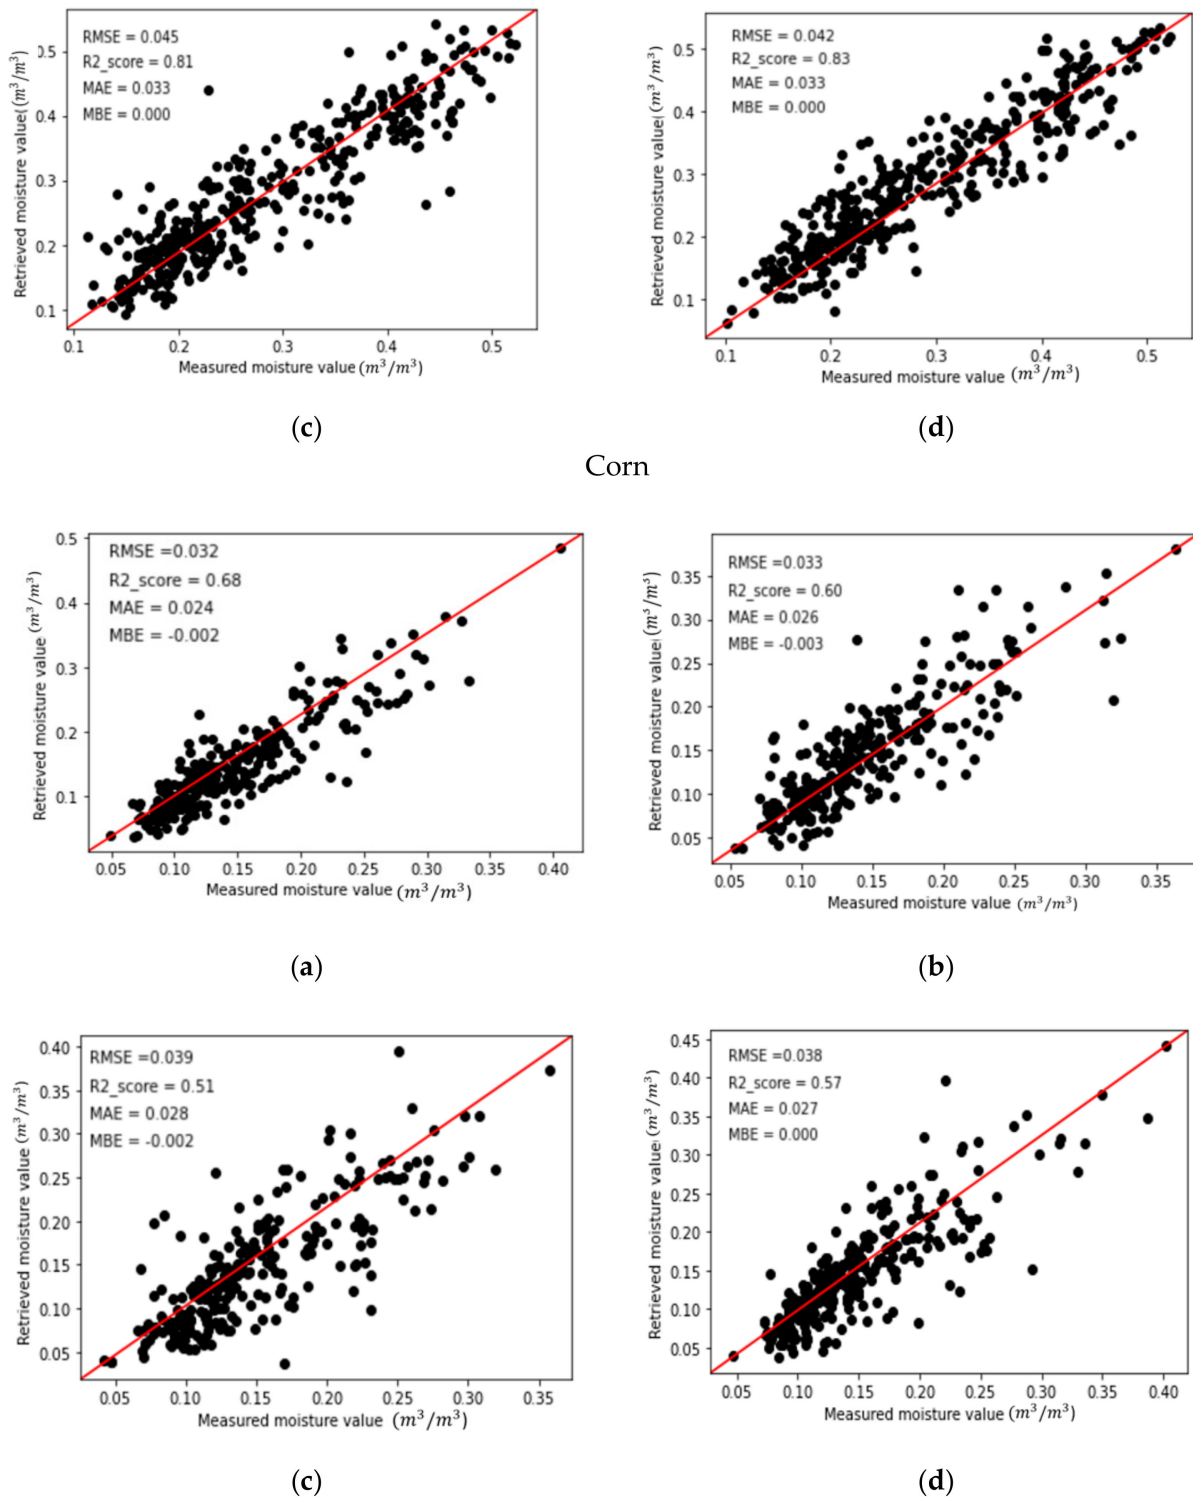 RMSE = 0.045
R2_score = 0.81
MAE = 0.033
MBE = 0.000
Retrieved moisture value((m³/m³)
0.5
0.4
0.3
0.2
0.1
0.1 0.2 0.3 0.4 0.5
Measured moisture value (m³/m³)
(c)
RMSE = 0.042
R2_score = 0.83
MAE = 0.033
MBE = 0.000
Retrieved moisture value( (m³/m³)
0.5
0.4
0.3
0.2
0.1
0.1 0.2 0.3 0.4 0.5
Measured moisture value (m³/m³)
(d)
Corn
RMSE =0.032
R2_score = 0.68
MAE = 0.024
MBE = -0.002
Retrieved moisture value (m³/m³)
0.5
0.4
0.3
0.2
0.1
0.05 0.10 0.15 0.20 0.25 0.30 0.35 0.40
Measured moisture value (m³/m³)
(a)
RMSE =0.033
R2_score = 0.60
MAE = 0.026
MBE = -0.003
Retrieved moisture value( (m³/m³)
0.35
0.30
0.25
0.20
0.15
0.10
0.05
0.05 0.10 0.15 0.20 0.25 0.30 0.35
Measured moisture value (m³/m³)
(b)
RMSE =0.039
R2_score = 0.51
MAE = 0.028
MBE = -0.002
Retrieved moisture value (m³/m³)
0.40
0.35
0.30
0.25
0.20
0.15
0.10
0.05
0.05 0.10 0.15 0.20 0.25 0.30 0.35
Measured moisture value (m³/m³)
(c)
RMSE =0.038
R2_score = 0.57
MAE = 0.027
MBE = 0.000
Retrieved moisture value( (m³/m³)
0.45
0.40
0.35
0.30
0.25
0.20
0.15
0.10
0.05
0.05 0.10 0.15 0.20 0.25 0.30 0.35 0.40
Measured moisture value (m³/m³)
(d)